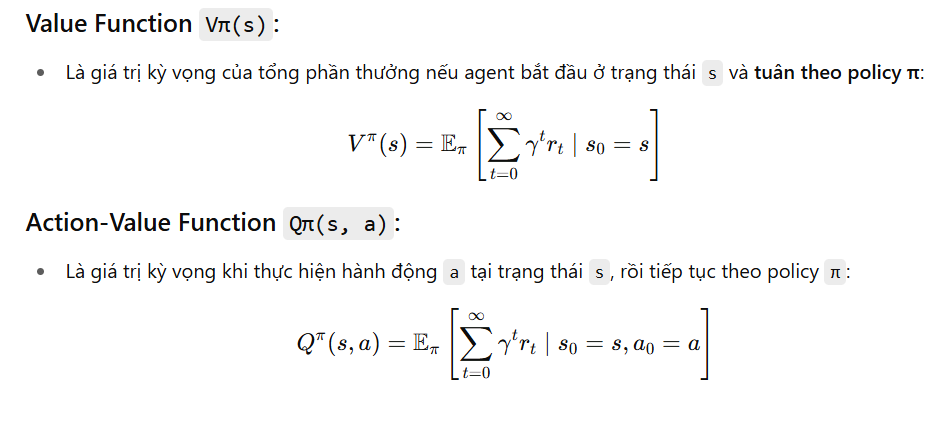 Value Function Vπ(s):
• Là giá trị kỳ vọng của tổng phần thưởng nếu agent bắt đầu ở trạng thái s và tuân theo policy π:
V^π(s) = 𝔼_π [∑_{t=0}^{∞} γ^t r_t | s_0 = s]
Action-Value Function Qπ(s, a):
• Là giá trị kỳ vọng khi thực hiện hành động a tại trạng thái s, rồi tiếp tục theo policy π:
Q^π(s, a) = 𝔼_π [∑_{t=0}^{∞} γ^t r_t | s_0 = s, a_0 = a]